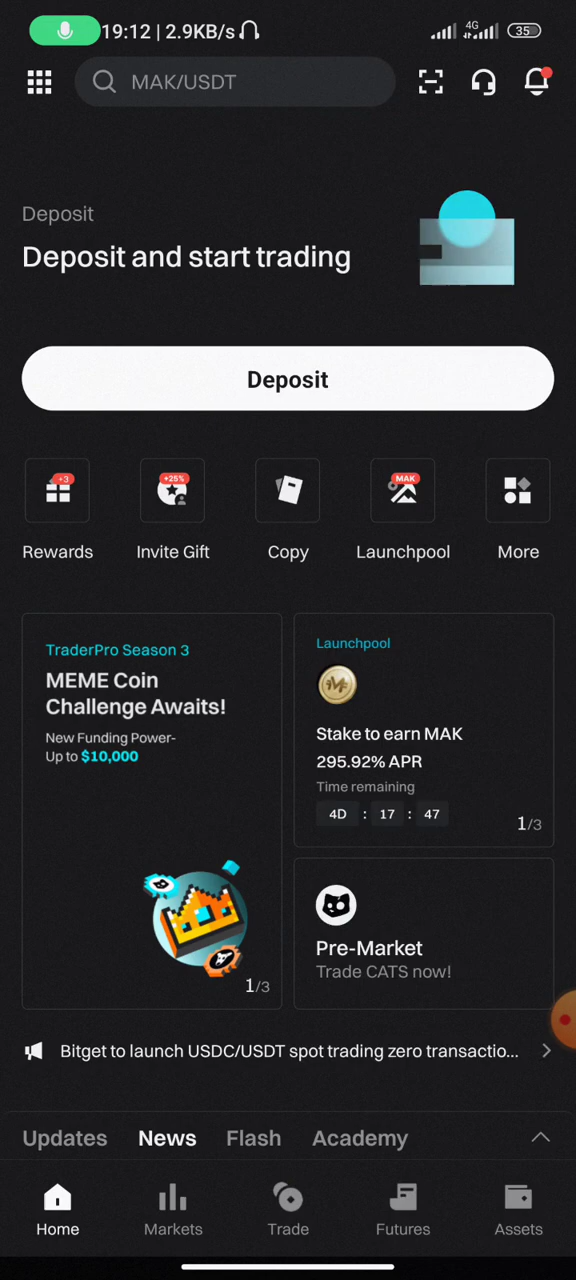 19:12 | 2.9KB/s
4G
35
MAK/USDT
Deposit
Deposit and start trading
Deposit
+3
+25%
MAK
Rewards
Invite Gift
Copy
Launchpool
More
TraderPro Season 3
MEME Coin
Challenge Awaits!
New Funding Power-
Up to $10,000
1/3
Launchpool
Stake to earn MAK
295.92% APR
Time remaining
4D : 17 : 47
1/3
Pre-Market
Trade CATS now!
Bitget to launch USDC/USDT spot trading zero transactio...
Updates
News
Flash
Academy
Home
Markets
Trade
Futures
Assets